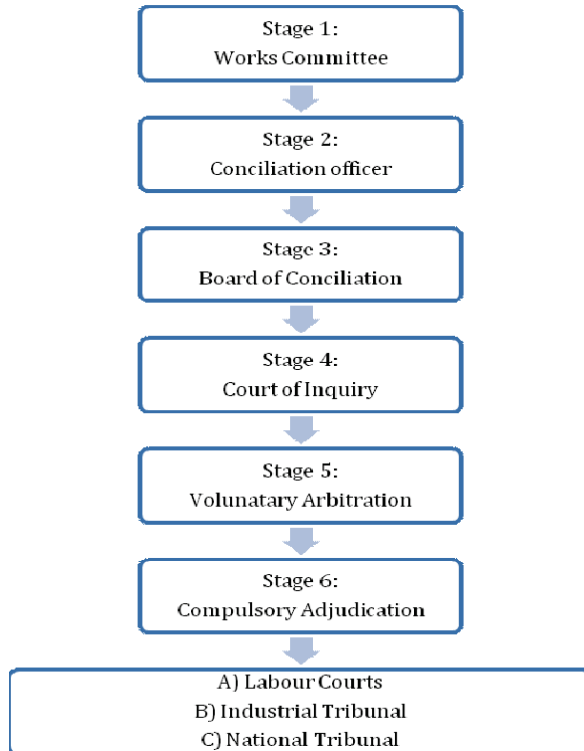 Stage 1:
Works Committee
Stage 2:
Conciliation officer
Stage 3:
Board of Conciliation
Stage 4:
Court of Inquiry
Stage 5:
Volunatary Arbitration
Stage 6:
Compulsory Adjudication
A) Labour Courts
B) Industrial Tribunal
C) National Tribunal